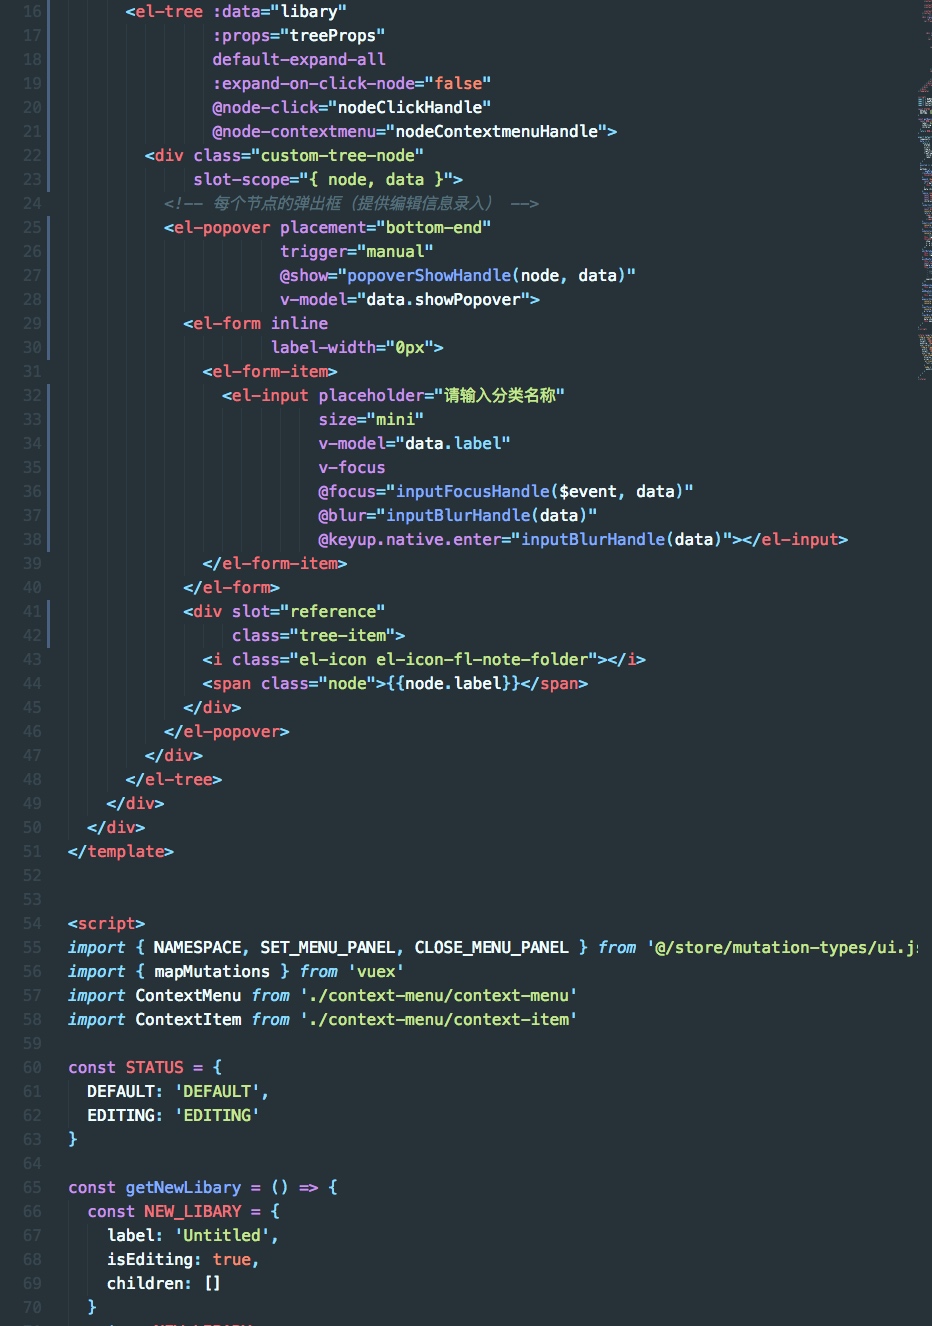 16 <el-tree :data="libary"
17 :props="treeProps"
18 default-expand-all
19 :expand-on-click-node="false"
20 @node-click="nodeClickHandle"
21 @node-contextmenu="nodeContextmenuHandle">
22 <div class="custom-tree-node"
23 slot-scope="{ node, data }">
24 <!-- 每个节点的弹出框（提供编辑信息录入） -->
25 <el-popover placement="bottom-end"
26 trigger="manual"
27 @show="popoverShowHandle(node, data)"
28 v-model="data.showPopover">
29 <el-form inline
30 label-width="0px">
31 <el-form-item>
32 <el-input placeholder="请输入分类名称"
33 size="mini"
34 v-model="data.label"
35 v-focus
36 @focus="inputFocusHandle($event, data)"
37 @blur="inputBlurHandle(data)"
38 @keyup.native.enter="inputBlurHandle(data)"></el-input>
39 </el-form-item>
40 </el-form>
41 <div slot="reference"
42 class="tree-item">
43 <i class="el-icon el-icon-fl-note-folder"></i>
44 <span class="node">{{node.label}}</span>
45 </div>
46 </el-popover>
47 </div>
48 </el-tree>
49 </div>
50 </div>
51 </template>
52
53
54 <script>
55 import { NAMESPACE, SET_MENU_PANEL, CLOSE_MENU_PANEL } from '@/store/mutation-types/ui.js
56 import { mapMutations } from 'vuex'
57 import ContextMenu from './context-menu/context-menu'
58 import ContextItem from './context-menu/context-item'
59
60 const STATUS = {
61 DEFAULT: 'DEFAULT',
62 EDITING: 'EDITING'
63 }
64
65 const getNewLibary = () => {
66 const NEW_LIBARY = {
67 label: 'Untitled',
68 isEditing: true,
69 children: []
70 }